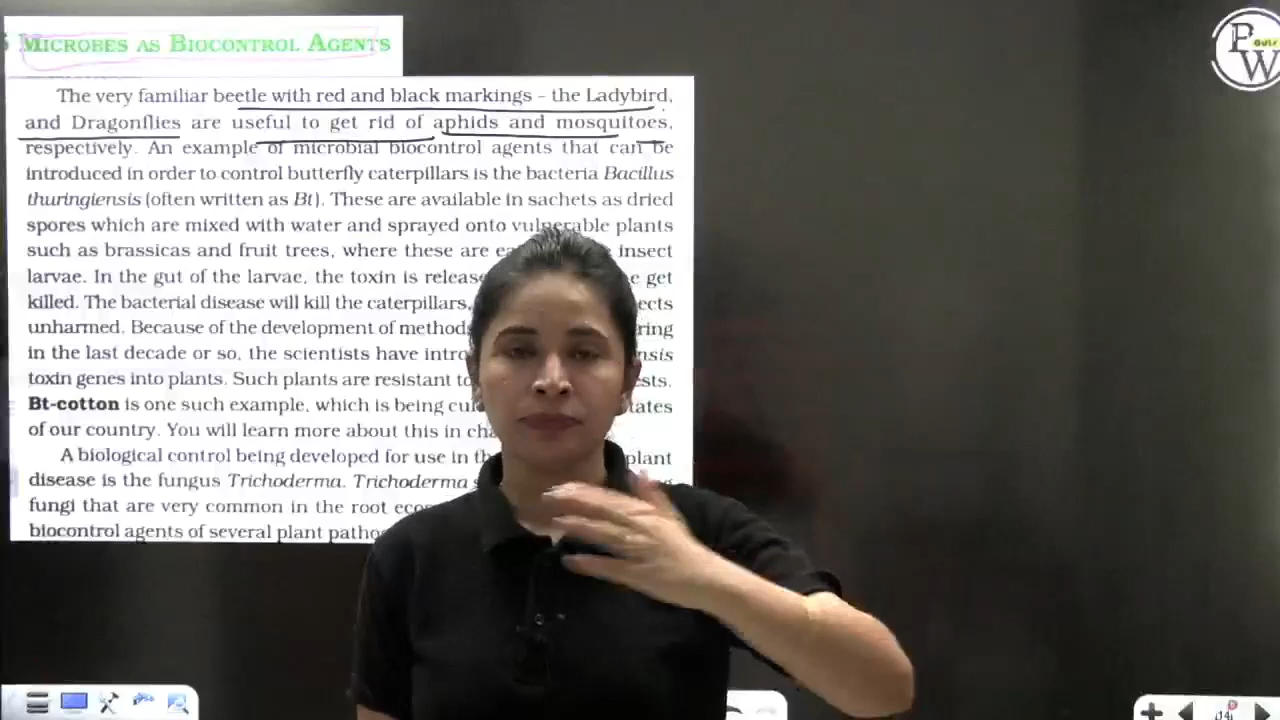 MICROBES AS BIOCONTROL AGENTS
The very familiar beetle with red and black markings – the Ladybird,
and Dragonflies are useful to get rid of aphids and mosquitoes,
respectively. An example of microbial biocontrol agents that can be
introduced in order to control butterfly caterpillars is the bacteria Bacillus
thuringiensis (often written as Bt). These are available in sachets as dried
spores which are mixed with water and sprayed onto vulnerable plants
such as brassicas and fruit trees, where these are insect
larvae. In the gut of the larvae, the toxin is get
killed. The bacterial disease will kill the caterpillars,
unharmed. Because of the development of methods
in the last decade or so, the scientists have
toxin genes into plants. Such plants are resistant to
Bt-cotton is one such example, which is being
of our country. You will learn more about this in
A biological control being developed for use in plant
disease is the fungus Trichoderma. Trichoderma
fungi that are very common in the root
biocontrol agents of several plant
P
W